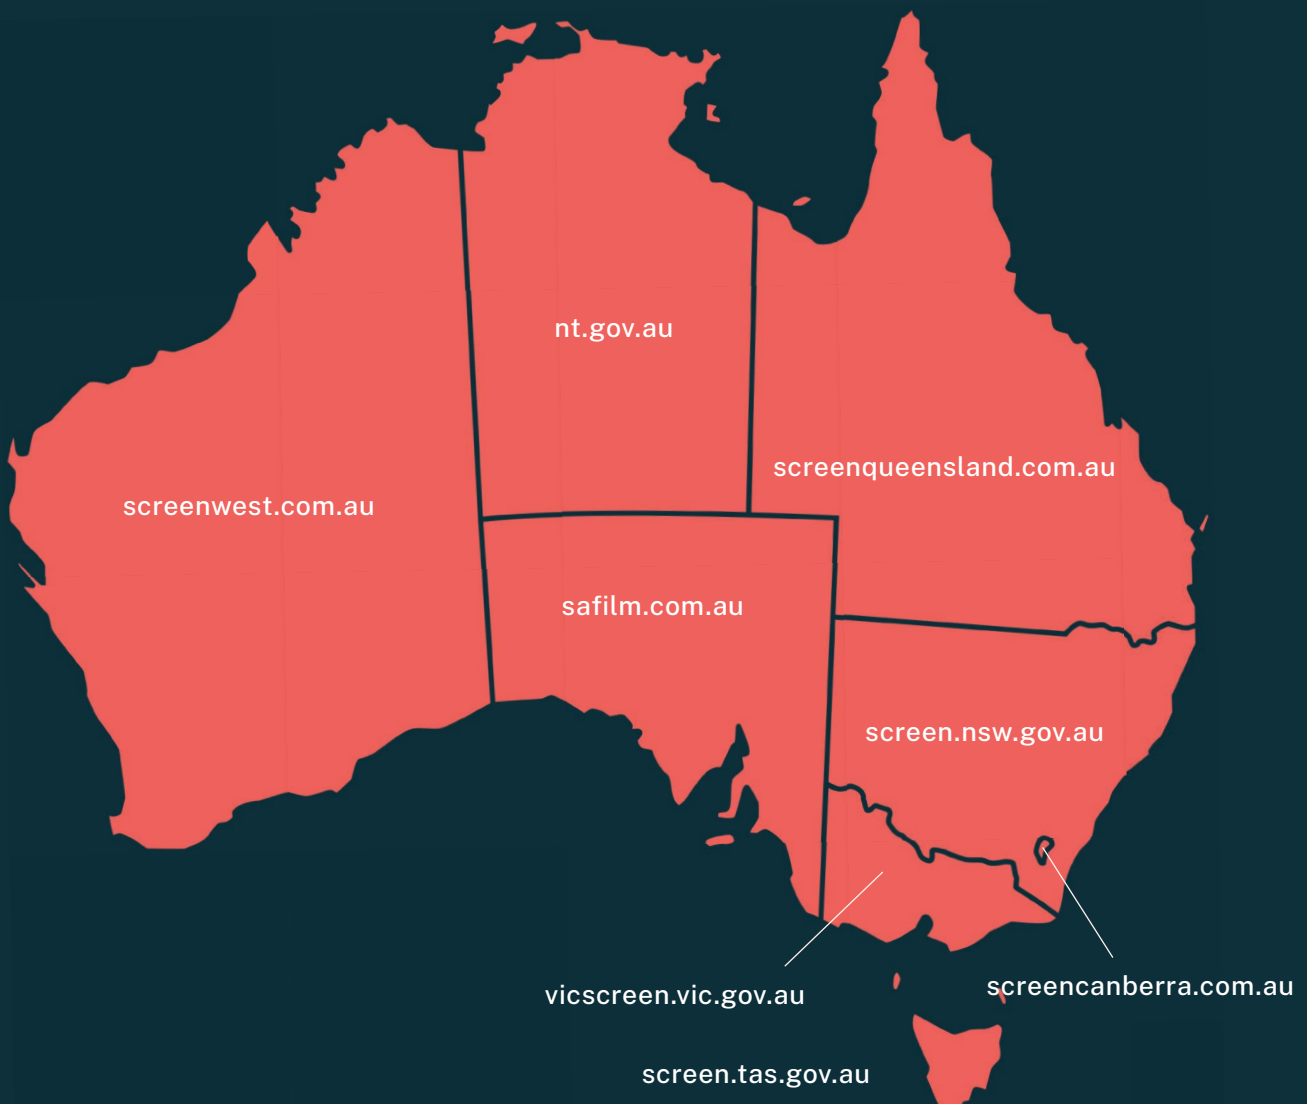 nt.gov.au
screenqueensland.com.au
screenwest.com.au
safilm.com.au
screen.nsw.gov.au
vicscreen.vic.gov.au
screencanberra.com.au
screen.tas.gov.au